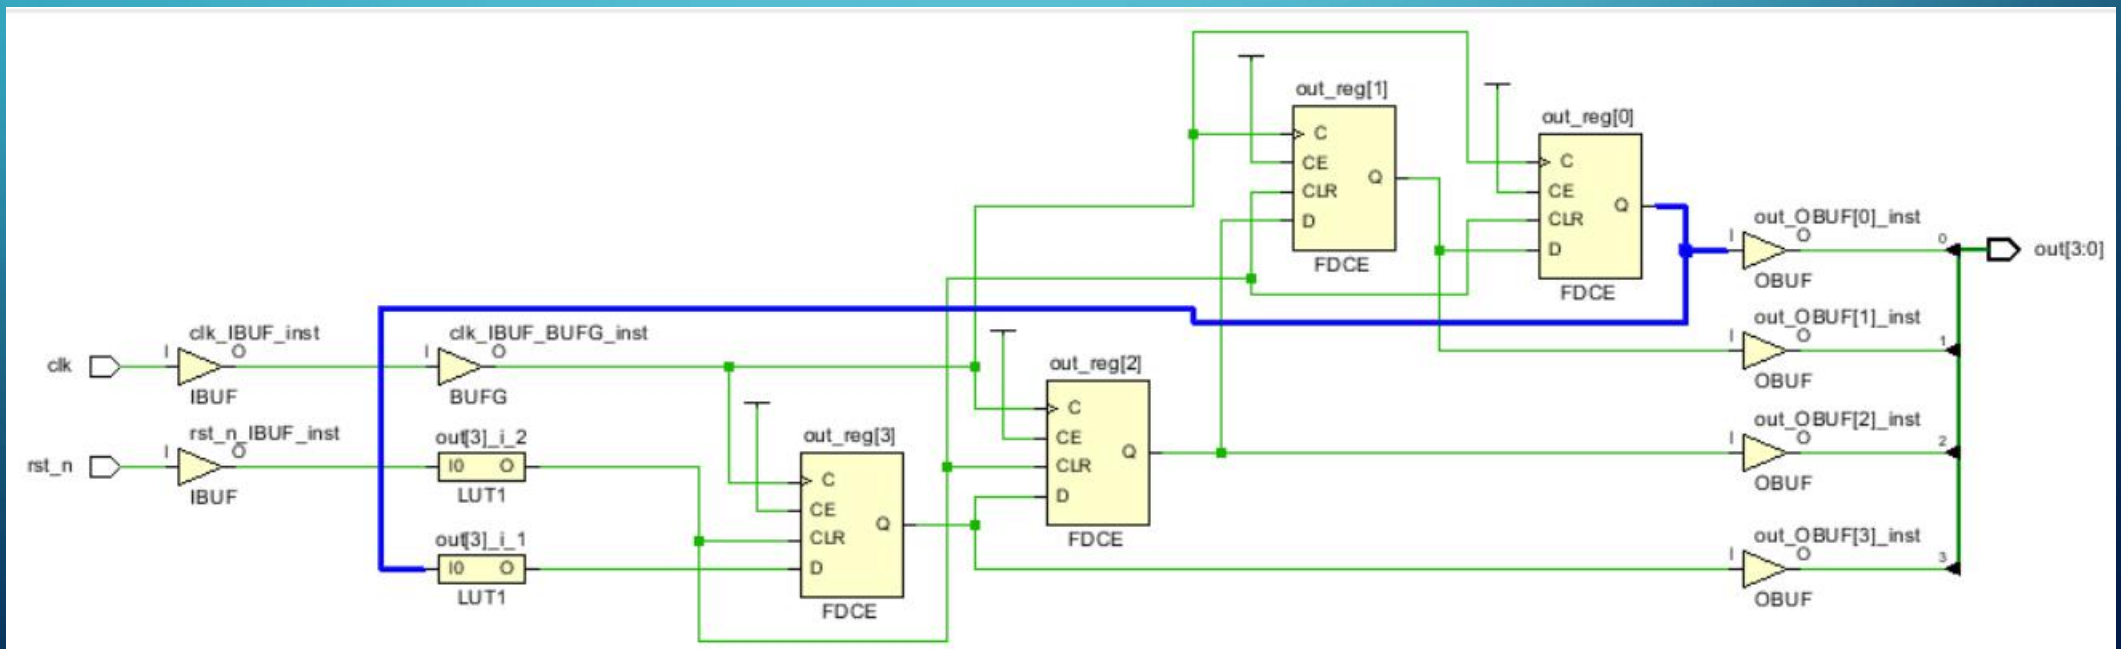 out_reg[1]
C
CE
CLR
D
Q
FDCE
out_reg[0]
C
CE
CLR
D
Q
FDCE
out_OBUF[0]_inst
I
O
OBUF
0
out[3:0]
out_OBUF[1]_inst
I
O
OBUF
1
clk
I
clk_IBUF_inst
O
IBUF
I
clk_IBUF_BUFG_inst
O
BUFG
out_reg[2]
C
CE
CLR
D
Q
FDCE
out_OBUF[2]_inst
I
O
OBUF
2
rst_n
I
rst_n_IBUF_inst
O
IBUF
out[3]_i_2
I0 O
LUT1
out_reg[3]
C
CE
CLR
D
Q
FDCE
out[3]_i_1
I0 O
LUT1
out_OBUF[3]_inst
I
O
OBUF
3